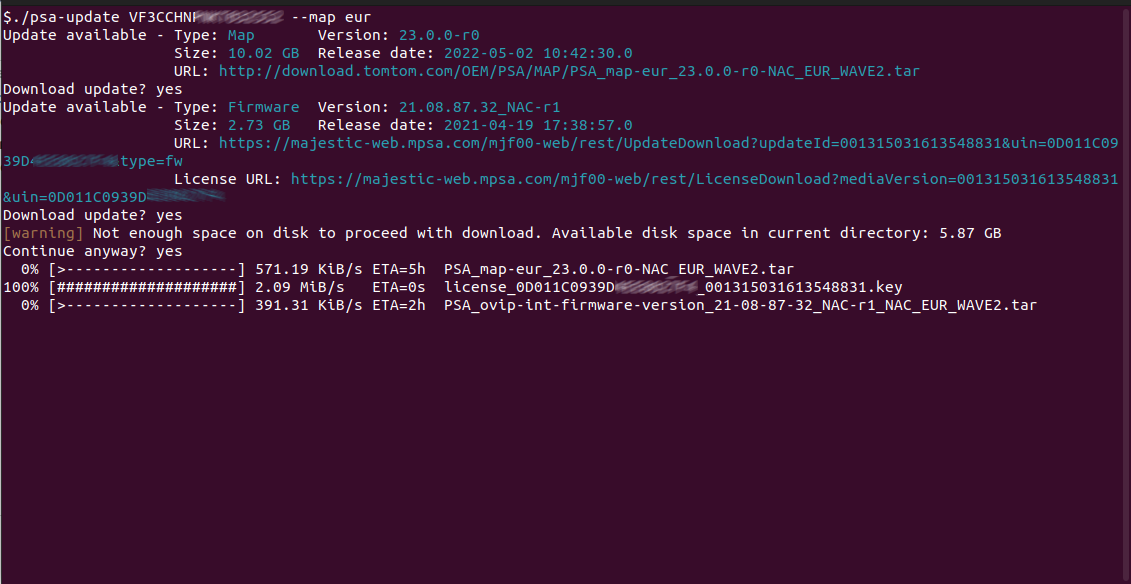 $./psa-update VF3CCHN --map eur
Update available - Type: Map Version: 23.0.0-r0
Size: 10.02 GB Release date: 2022-05-02 10:42:30.0
URL: http://download.tomtom.com/OEM/PSA/MAP/PSA_map-eur_23.0.0-r0-NAC_EUR_WAVE2.tar
Download update? yes
Update available - Type: Firmware Version: 21.08.87.32_NAC-r1
Size: 2.73 GB Release date: 2021-04-19 17:38:57.0
URL: https://majestic-web.mpsa.com/mjf00-web/rest/UpdateDownload?updateId=001315031613548831&uin=0D011C09
39D4 type=fw
License URL: https://majestic-web.mpsa.com/mjf00-web/rest/LicenseDownload?mediaVersion=001315031613548831
&uin=0D011C0939D
Download update? yes
[warning] Not enough space on disk to proceed with download. Available disk space in current directory: 5.87 GB
Continue anyway? yes
0% [>-------------------] 571.19 KiB/s ETA=5h PSA_map-eur_23.0.0-r0-NAC_EUR_WAVE2.tar
100% [####################] 2.09 MiB/s ETA=0s license_0D011C0939D _001315031613548831.key
0% [>-------------------] 391.31 KiB/s ETA=2h PSA_ovip-int-firmware-version_21-08-87-32_NAC-r1_NAC_EUR_WAVE2.tar